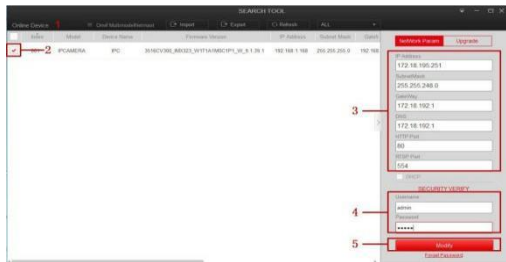 SEARCH TOOL
Online Device 1
Import Export Refresh ALL
Index Model Device Name Firmware Version IP Address Subnet Mask
2 001 IPCAMERA IPC 192.168.1.168 255.255.255.0 192.168
NetWork Param Upgrade
IP Address
172.18.195.251
SubnetMask
255.255.248.0
GateWay
172.18.192.1
DNS
172.18.192.1
HTTP Port
80
RTSP Port
554
3
DHCP
SECURITY VERIFY
Username
admin
Password
4
5 Modify
Forget Password